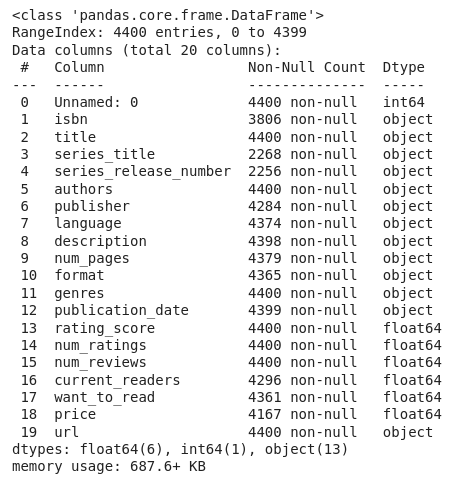 <class 'pandas.core.frame.DataFrame'>
RangeIndex: 4400 entries, 0 to 4399
Data columns (total 20 columns):
 #   Column                 Non-Null Count  Dtype
---  ------                 --------------  -----
 0   Unnamed: 0             4400 non-null   int64
 1   isbn                   3806 non-null   object
 2   title                  4400 non-null   object
 3   series_title           2268 non-null   object
 4   series_release_number  2256 non-null   object
 5   authors                4400 non-null   object
 6   publisher              4284 non-null   object
 7   language               4374 non-null   object
 8   description            4398 non-null   object
 9   num_pages              4379 non-null   object
 10  format                 4365 non-null   object
 11  genres                 4400 non-null   object
 12  publication_date       4399 non-null   object
 13  rating_score           4400 non-null   float64
 14  num_ratings            4400 non-null   float64
 15  num_reviews            4400 non-null   float64
 16  current_readers        4296 non-null   float64
 17  want_to_read           4361 non-null   float64
 18  price                  4167 non-null   float64
 19  url                    4400 non-null   object
dtypes: float64(6), int64(1), object(13)
memory usage: 687.6+ KB